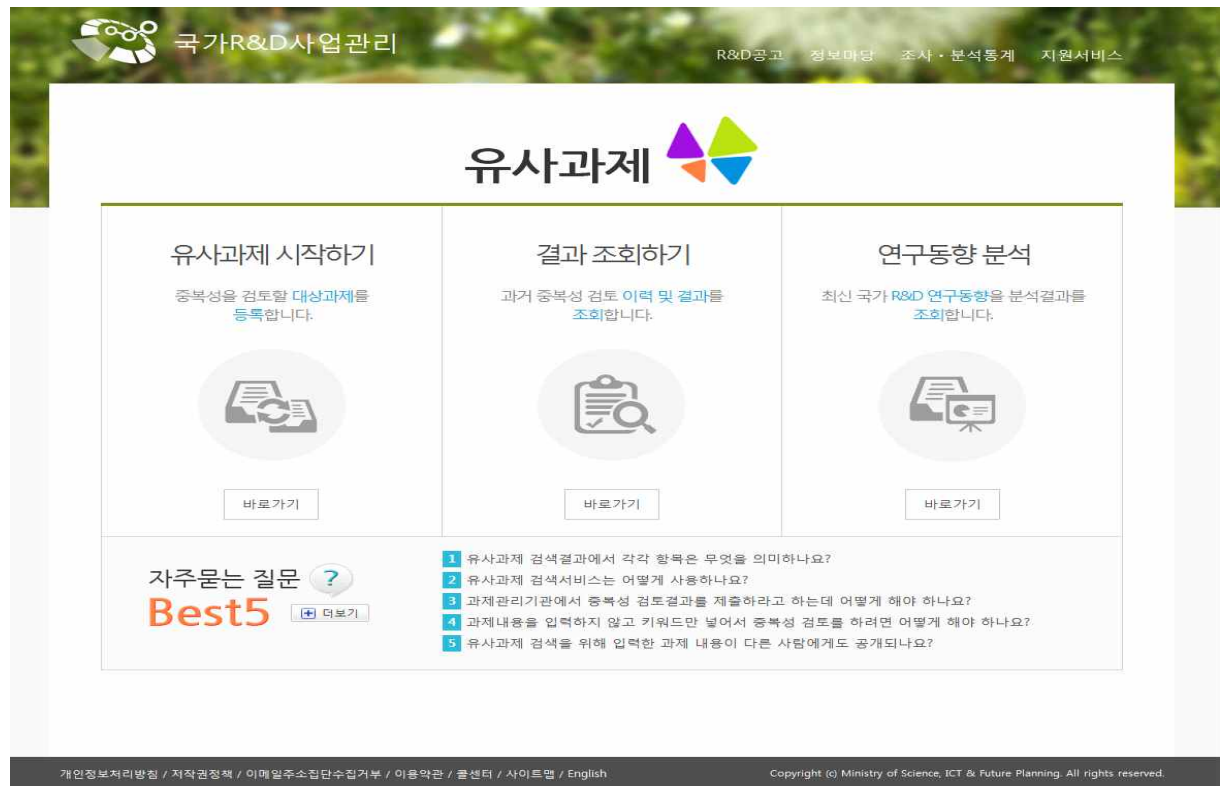 국가R&D사업관리
R&D공고 정보마당 조사·분석통계 지원서비스
유사과제
유사과제 시작하기
중복성을 검토할 대상과제를
등록합니다.
바로가기
결과 조회하기
과거 중복성 검토 이력 및 결과를
조회합니다.
바로가기
연구동향 분석
최신 국가 R&D 연구동향을 분석결과를
조회합니다.
바로가기
자주묻는 질문 ?
Best5 + 더보기
1 유사과제 검색결과에서 각각 항목은 무엇을 의미하나요?
2 유사과제 검색서비스는 어떻게 사용하나요?
3 과제관리기관에서 중복성 검토결과를 제출하라고 하는데 어떻게 해야 하나요?
4 과제내용을 입력하지 않고 키워드만 넣어서 중복성 검토를 하려면 어떻게 해야 하나요?
5 유사과제 검색을 위해 입력한 과제 내용이 다른 사람에게도 공개되나요?
개인정보처리방침 / 저작권정책 / 이메일주소집단수집거부 / 이용약관 / 콜센터 / 사이트맵 / English
Copyright (c) Ministry of Science, ICT & Future Planning. All rights reserved.